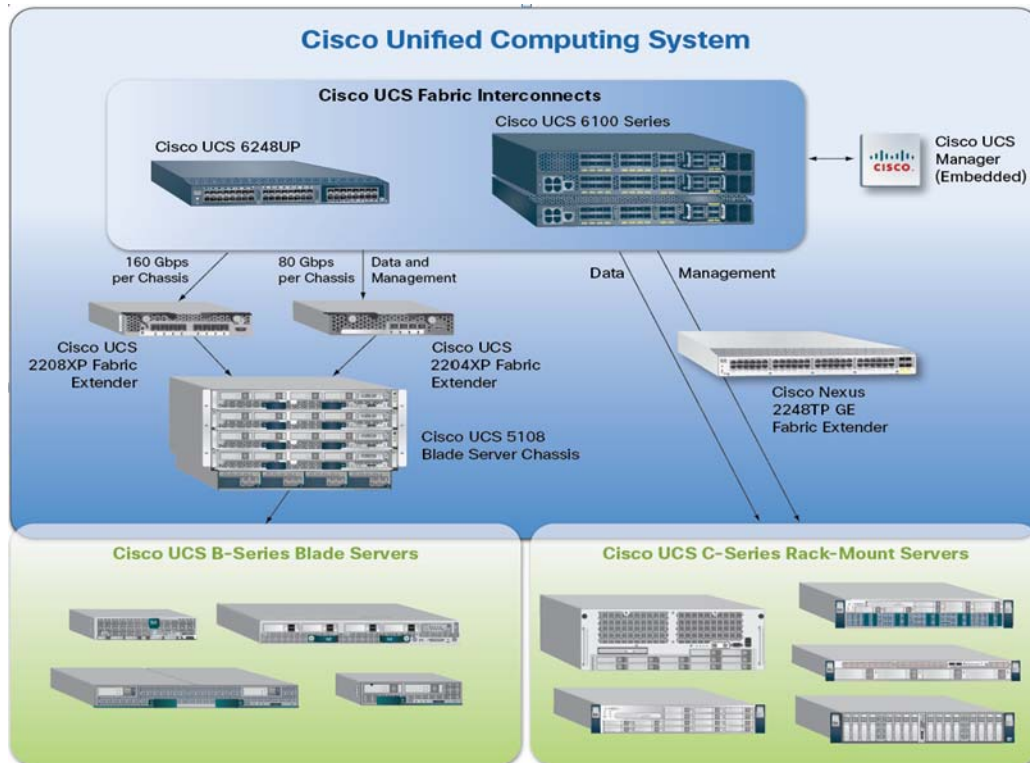 Cisco Unified Computing System
Cisco UCS Fabric Interconnects
Cisco UCS 6248UP
Cisco UCS 6100 Series
CISCO
Cisco UCS
Manager
(Embedded)
160 Gbps
per Chassis
80 Gbps
per Chassis
Data and
Management
Data
Management
Cisco UCS
2208XP Fabric
Extender
Cisco UCS
2204XP Fabric
Extender
Cisco Nexus
2248TP GE
Fabric Extender
Cisco UCS 5108
Blade Server Chassis
Cisco UCS B-Series Blade Servers
Cisco UCS C-Series Rack-Mount Servers